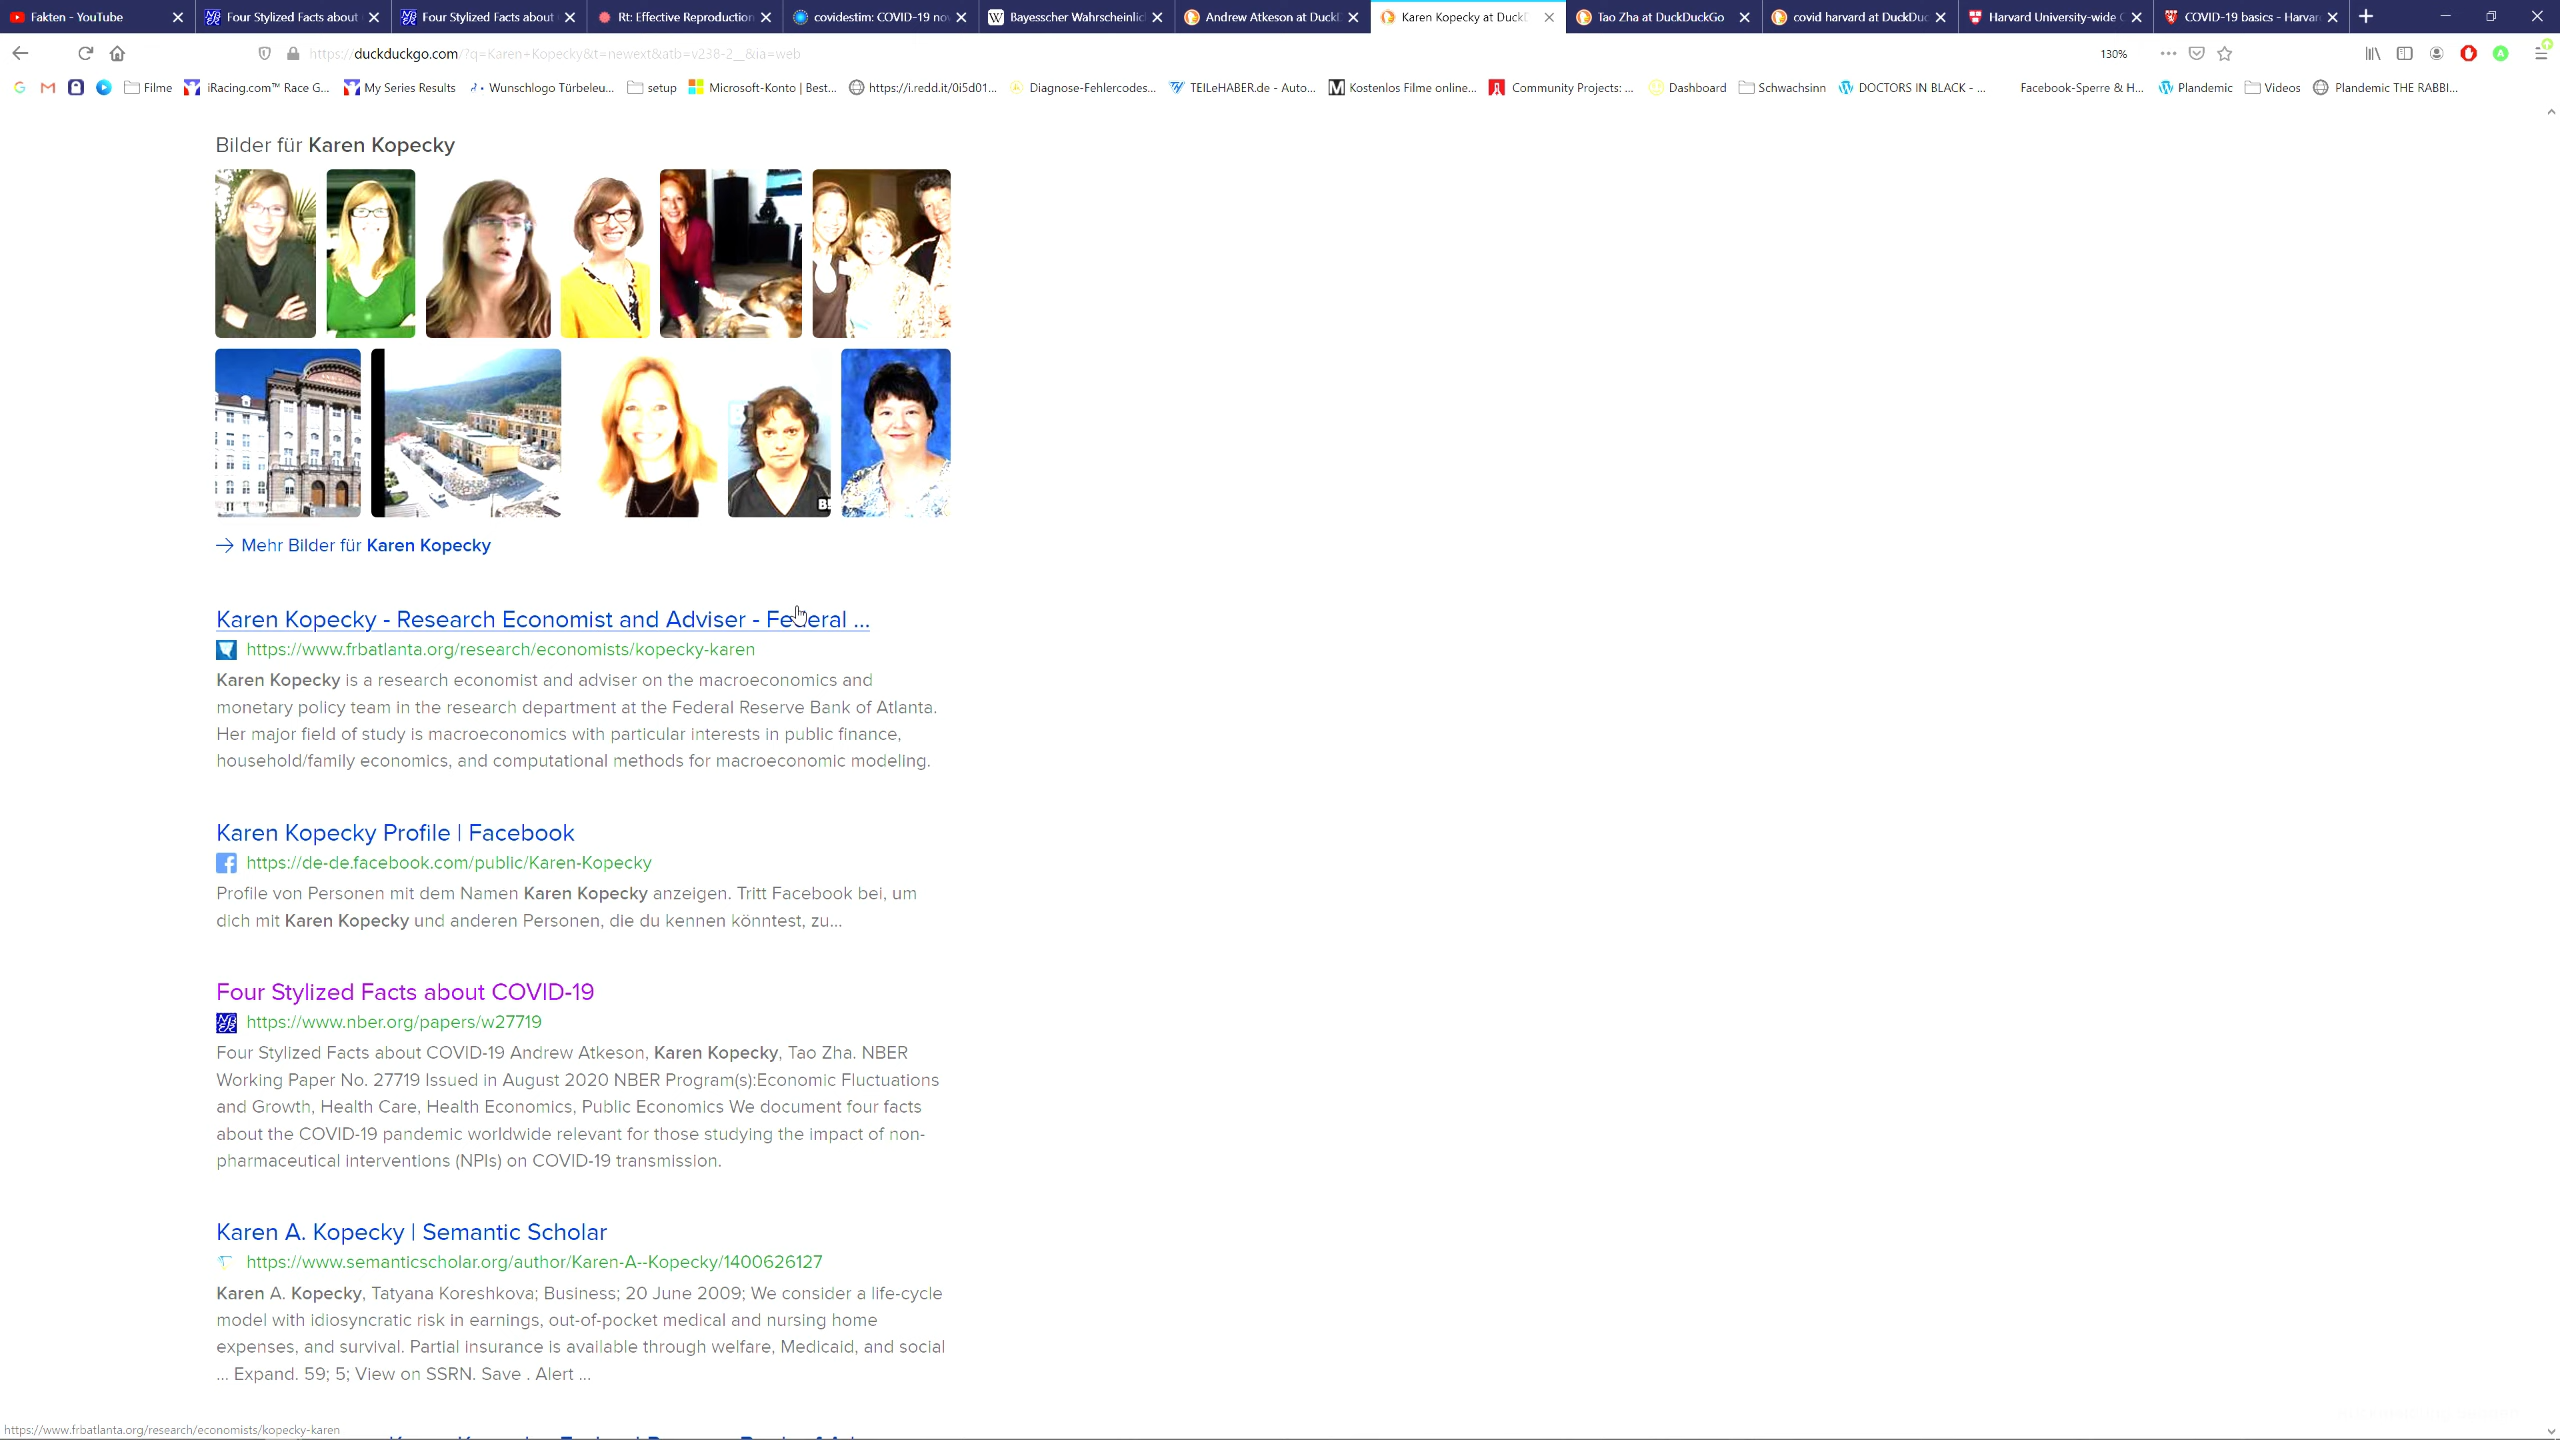 Fakten - YouTube
Four Stylized Facts about
Four Stylized Facts about
Rt: Effective Reproduction
covidestim: COVID-19 no
Bayesscher Wahrscheinlic
Andrew Atkeson at Duck
Karen Kopecky at Duck
Tao Zha at DuckDuckGo
covid harvard at DuckDuc
Harvard University-wide
COVID-19 basics - Harvar
https://duckduckgo.com/?q=Karen+Kopecky&t=newext&atb=v238-2__&ia=web
130%
Filme
iRacing.com™ Race G...
My Series Results
Wunschlogo Türbeleu...
setup
Microsoft-Konto | Best...
https://i.redd.it/0i5d01...
Diagnose-Fehlercodes...
TEILeHABER.de - Auto...
Kostenlos Filme online...
Community Projects: ...
Dashboard
Schwachsinn
DOCTORS IN BLACK - ...
Facebook-Sperre & H...
Plandemic
Videos
Plandemic THE RABBI...
Bilder für Karen Kopecky
Mehr Bilder für Karen Kopecky
Karen Kopecky - Research Economist and Adviser - Federal ...
https://www.frbatlanta.org/research/economists/kopecky-karen
Karen Kopecky is a research economist and adviser on the macroeconomics and
monetary policy team in the research department at the Federal Reserve Bank of Atlanta.
Her major field of study is macroeconomics with particular interests in public finance,
household/family economics, and computational methods for macroeconomic modeling.
Karen Kopecky Profile | Facebook
https://de-de.facebook.com/public/Karen-Kopecky
Profile von Personen mit dem Namen Karen Kopecky anzeigen. Tritt Facebook bei, um
dich mit Karen Kopecky und anderen Personen, die du kennen könntest, zu...
Four Stylized Facts about COVID-19
https://www.nber.org/papers/w27719
Four Stylized Facts about COVID-19 Andrew Atkeson, Karen Kopecky, Tao Zha. NBER
Working Paper No. 27719 Issued in August 2020 NBER Program(s):Economic Fluctuations
and Growth, Health Care, Health Economics, Public Economics We document four facts
about the COVID-19 pandemic worldwide relevant for those studying the impact of non-
pharmaceutical interventions (NPIs) on COVID-19 transmission.
Karen A. Kopecky | Semantic Scholar
https://www.semanticscholar.org/author/Karen-A--Kopecky/1400626127
Karen A. Kopecky, Tatyana Koreshkova; Business; 20 June 2009; We consider a life-cycle
model with idiosyncratic risk in earnings, out-of-pocket medical and nursing home
expenses, and survival. Partial insurance is available through welfare, Medicaid, and social
... Expand. 59; 5; View on SSRN. Save . Alert ...
https://www.frbatlanta.org/research/economists/kopecky-karen